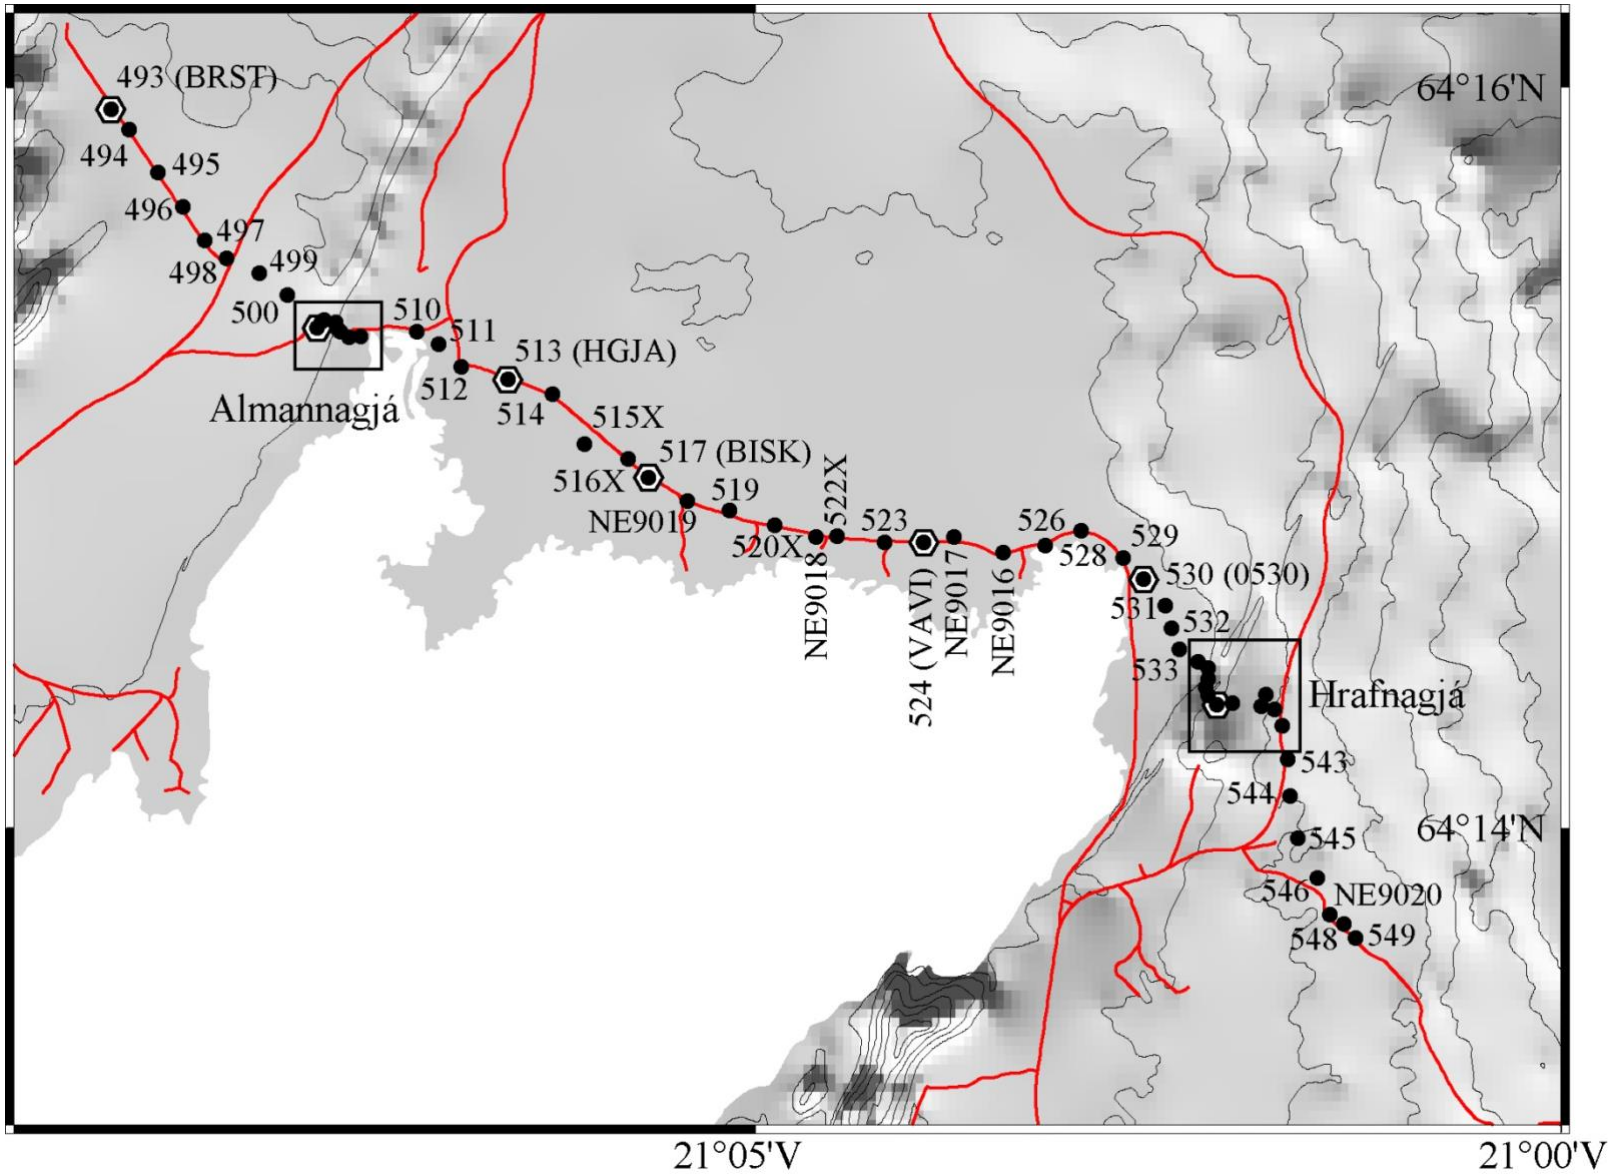 493 (BRST)
64°16'N
494
495
496
497
498
499
500
510
511
512
513 (HGJA)
514
Almannagjá
515X
516X
517 (BISK)
519
NE9019
520X
522X
NE9018
523
524 (VAVI)
NE9017
NE9016
526
528
529
530 (0530)
531
532
533
Hrafnagjá
543
544
545
64°14'N
546
NE9020
548
549
21°05'V
21°00'V